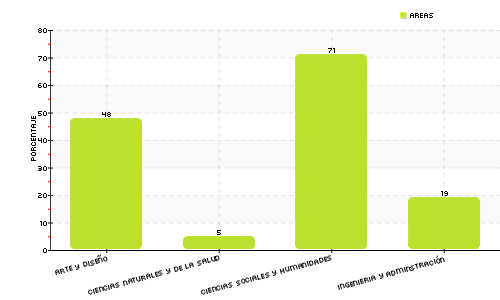 AREAS
PORCENTAJE
80
70
60
50
40
30
20
10
0
48
5
71
19
ARTE Y DISEÑO
CIENCIAS NATURALES Y DE LA SALUD
CIENCIAS SOCIALES Y HUMANIDADES
INGENIERIA Y ADMINSTRACIÓN